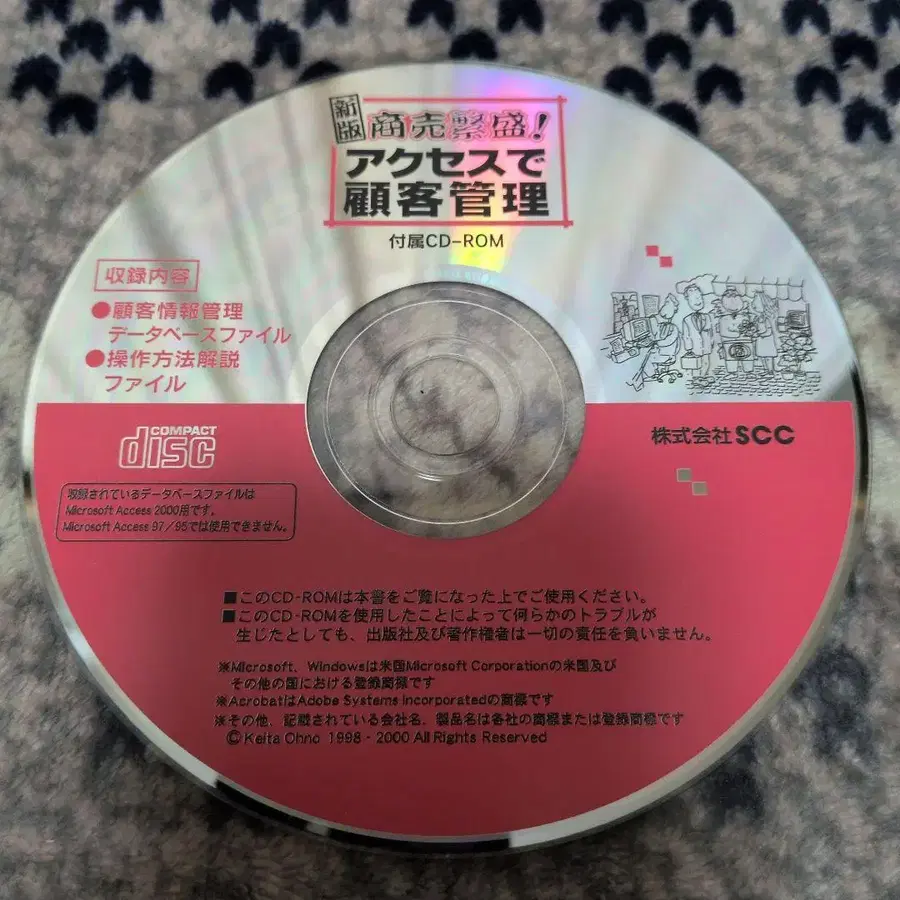 新版
商売繁盛!
アクセスで
顧客管理
付属CD-ROM
収録内容
●顧客情報管理
データベースファイル
●操作方法解説
ファイル
COMPACT
disc
株式会社SCC
収録されているデータベースファイルは
Microsoft Access 2000用です。
Microsoft Access 97/95では使用できません。
■このCD-ROMは本書をご覧になった上でご使用ください。
■このCD-ROMを使用したことによって何らかのトラブルが
生じたとしても、出版社及び著作権者は一切の責任を負いません。
※Microsoft、Windowsは米国Microsoft Corporationの米国及び
その他の国における登録商標です
※AcrobatはAdobe Systems Incorporatedの商標です
※その他、記載されている会社名、製品名は各社の商標または登録商標です
©Keita Ohno 1998・2000 All Rights Reserved